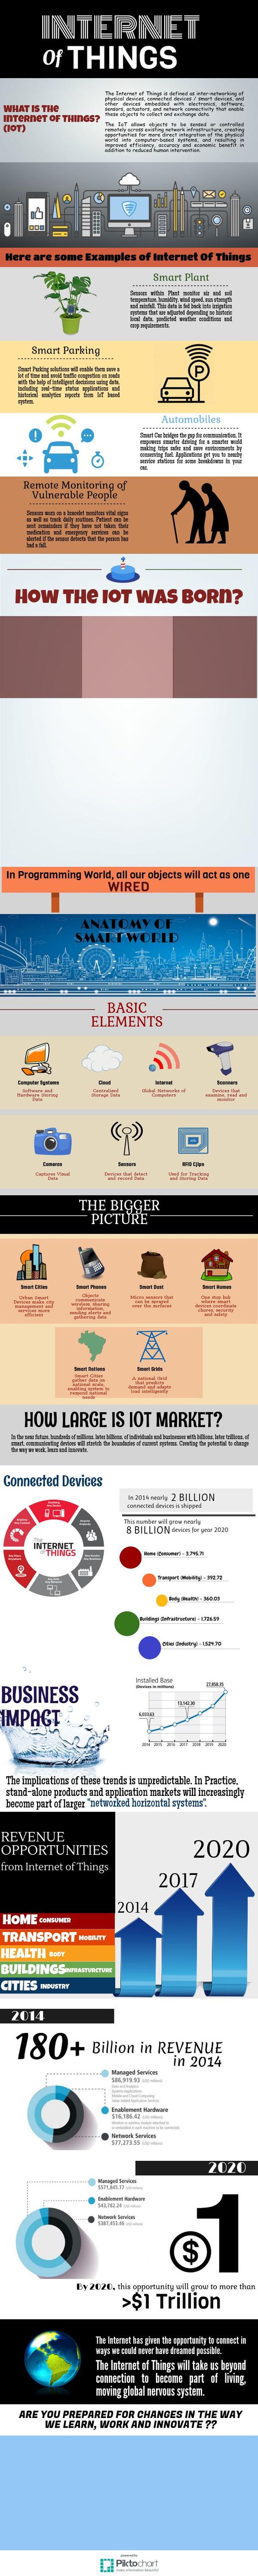 INTERNET
Of THINGS
WHAT IS THE
INTERNET OF THINGS?
(IOT)
The Internet of Things is defined as inter-networking of
physical devices, connected devices / smart devices, and
other devices embedded with electronics, software,
sensors, actuators, and network connectivity that enable
these objects to collect and exchange data.
The IoT allows objects to be sensed or controlled
remotely across existing network infrastructure, creating
opportunities for more direct integration of the physical
world into computer-based systems, and resulting in
improved efficiency, accuracy and economic benefit in
addition to reduced human intervention.
Here are some Examples of Internet Of Things
Smart Plant
Sensors within Plant monitor air and soil
temperature, humidity, wind speed, sun strength
and rainfall. This data is fed back into irrigation
systems that are adjusted depending on historic
local data, predicted weather conditions and
crop requirements.
Smart Parking
Smart Parking solutions will enable them save a
lot of time and avoid traffic congestion on roads
with the help of intelligent decisions using data,
including real-time status applications and
historical analytics reports from IoT based
system.
P
Automobiles
Smart Car bridges the gap for communication. It
empowers smarter driving for a smarter world
making trips safer and more environments by
conserving fuel. Applications get you to nearby
service stations for some breakdowns in your
car.
Remote Monitoring of
Vulnerable People
Sensors worn on a bracelet monitor vital signs
as well as track daily routines. Patient can be
sent remainders if they have not taken their
medication and emergency services can be
alerted if the sensor detects that the person has
had a fall.
HOW THE IOT WAS BORN?
In Programming World, all our objects will act as one
WIRED
ANATOMY OF
SMART WORLD
BASIC
ELEMENTS
Computer Systems
Software and
Hardware Storing
Data
Cloud
Centralized
Storage Data
Internet
Global Networks of
Computers
Scanners
Devices that
examine, read and
monitor
Cameras
Captures Visual
Data
Sensors
Devices that detect
and record Data
RFID Cjips
Used for Tracking
and Storing Data
THE BIGGER
PICTURE
Smart Cities
Urban Smart
Devices make city
management and
services more
efficient
Smart Phones
Objects
communicate
wireless, sharing
information,
sending alerts and
gathering data
Smart Dust
Micro sensors that
can be sprayed
over the surfaces
Smart Homes
One stop hub
where smart
devices coordinate
chores, security
and safety
Smart Nations
Smart Cities
gather data on
national scale,
enabling system to
respond national
needs
Smart Grids
A national Grid
that predicts
demand and adapts
load intelligently
HOW LARGE IS IOT MARKET?
In the near future, hundreds of millions, later billions, of individuals and businesses with billions, later trillions, of
smart, communicating devices will stretch the boundaries of current systems. Creating the potential to change
the way we work, learn and innovate.
Connected Devices
The
INTERNET
of THINGS
In 2014 nearly 2 BILLION
connected devices is shipped
This number will grow nearly
8 BILLION devices for year 2020
Home (Consumer) - 3,745.71
Transport (Mobility) - 392.72
Body (Health) - 360.03
Buildings (Infrastructure) - 1,726.59
Cities (Industry) - 1,524.70
BUSINESS
IMPACT
Installed Base
(Devices in millions)
27,858.35
13,142.30
6,033.63
2014 2015 2016 2017 2018 2019 2020
The implications of these trends is unpredictable. In Practice,
stand-alone products and application markets will increasingly
become part of larger "networked horizontal systems".
REVENUE
OPPORTUNITIES
from Internet of Things
2014
2017
2020
HOME CONSUMER
TRANSPORT MOBILITY
HEALTH BODY
BUILDINGS INFRASTURCTURE
CITIES INDUSTRY
2014
180+ Billion in REVENUE
in 2014
Managed Services
$86,919.93
Enablement Hardware
$16,186.42
Network Services
$77,273.55
2020
Managed Services
$571,845.77
Enablement Hardware
$43,782.24
Network Services
$387,453.46
$1
By 2020, this opportunity will grow to more than
>$1 Trillion
The Internet has given the opportunity to connect in
ways we could never have dreamed possible.
The Internet of Things will take us beyond
connection to become part of living,
moving global nervous system.
ARE YOU PREPARED FOR CHANGES IN THE WAY
WE LEARN, WORK AND INNOVATE ??
powered by
Piktochart
make information beautiful